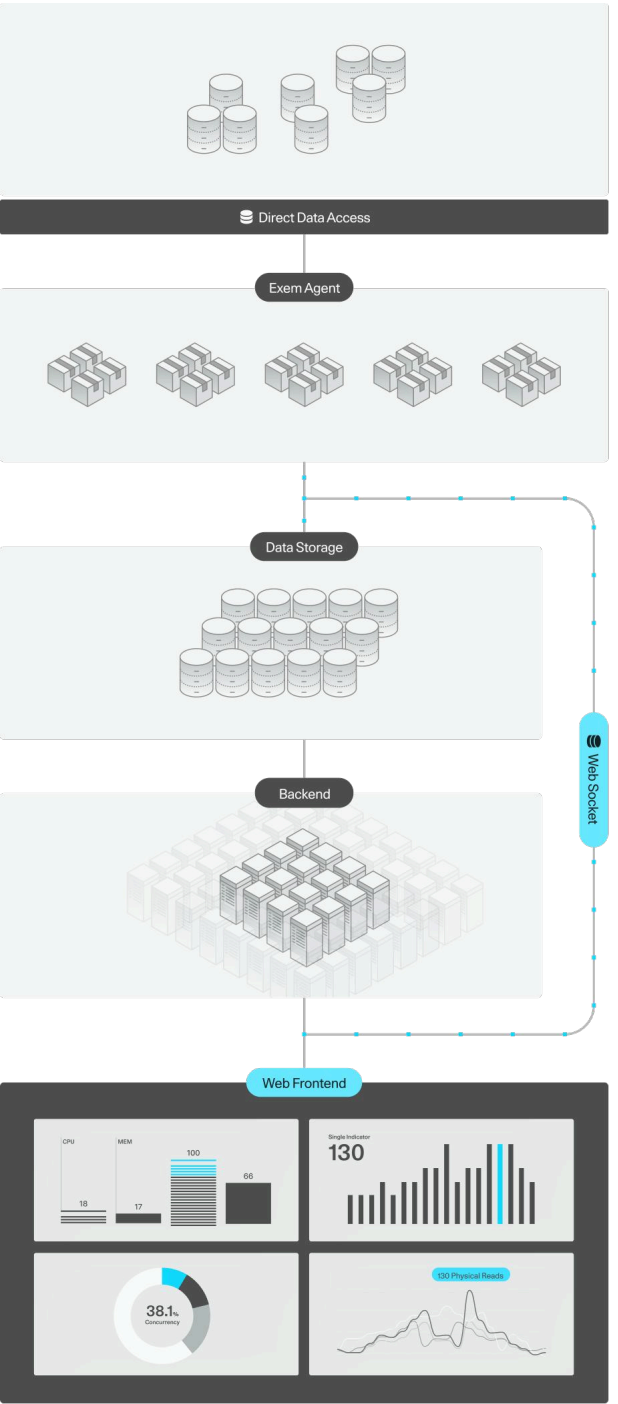 Direct Data Access
Exem Agent
Data Storage
Web Socket
Backend
Web Frontend
CPU
MEM
18
17
100
66
Single Indicator
130
38.1%
Concurrency
130 Physical Reads